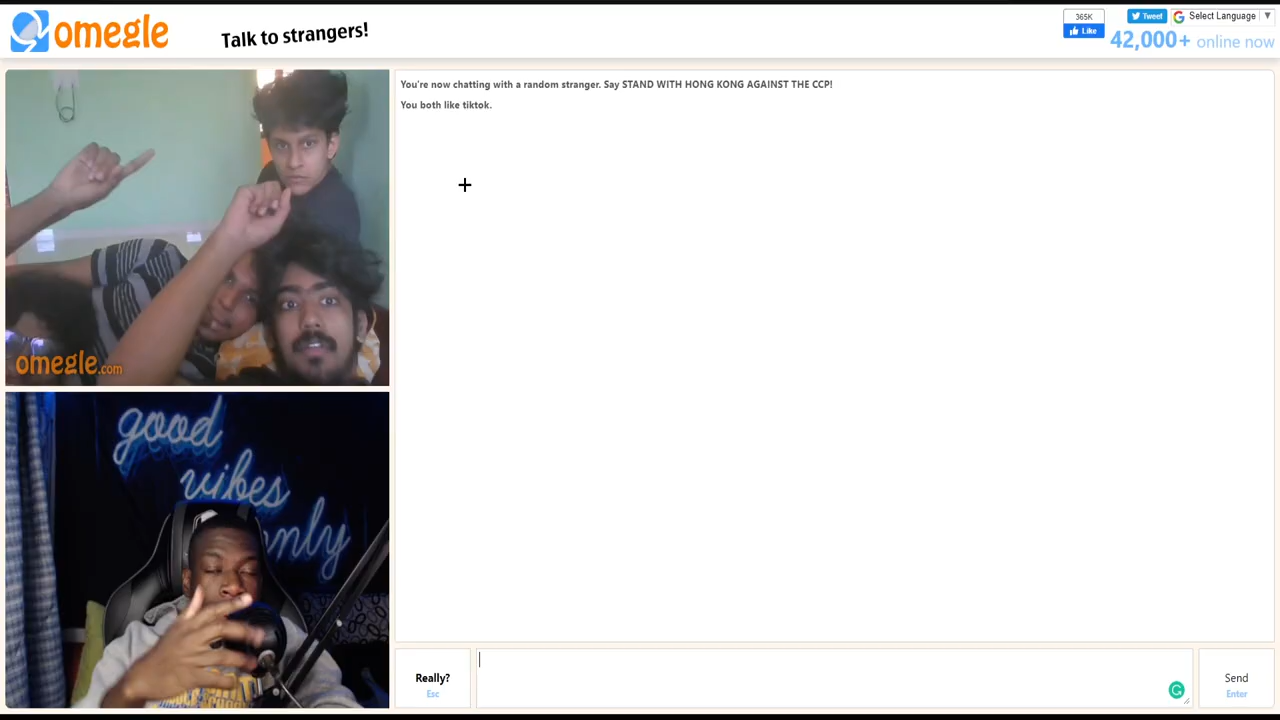 omegle
Talk to strangers!
365K
Like
Tweet
Select Language
42,000+ online now
You're now chatting with a random stranger. Say STAND WITH HONG KONG AGAINST THE CCP!
You both like tiktok.
omegle.com
good
vibes
only
Really?
Esc
Send
Enter